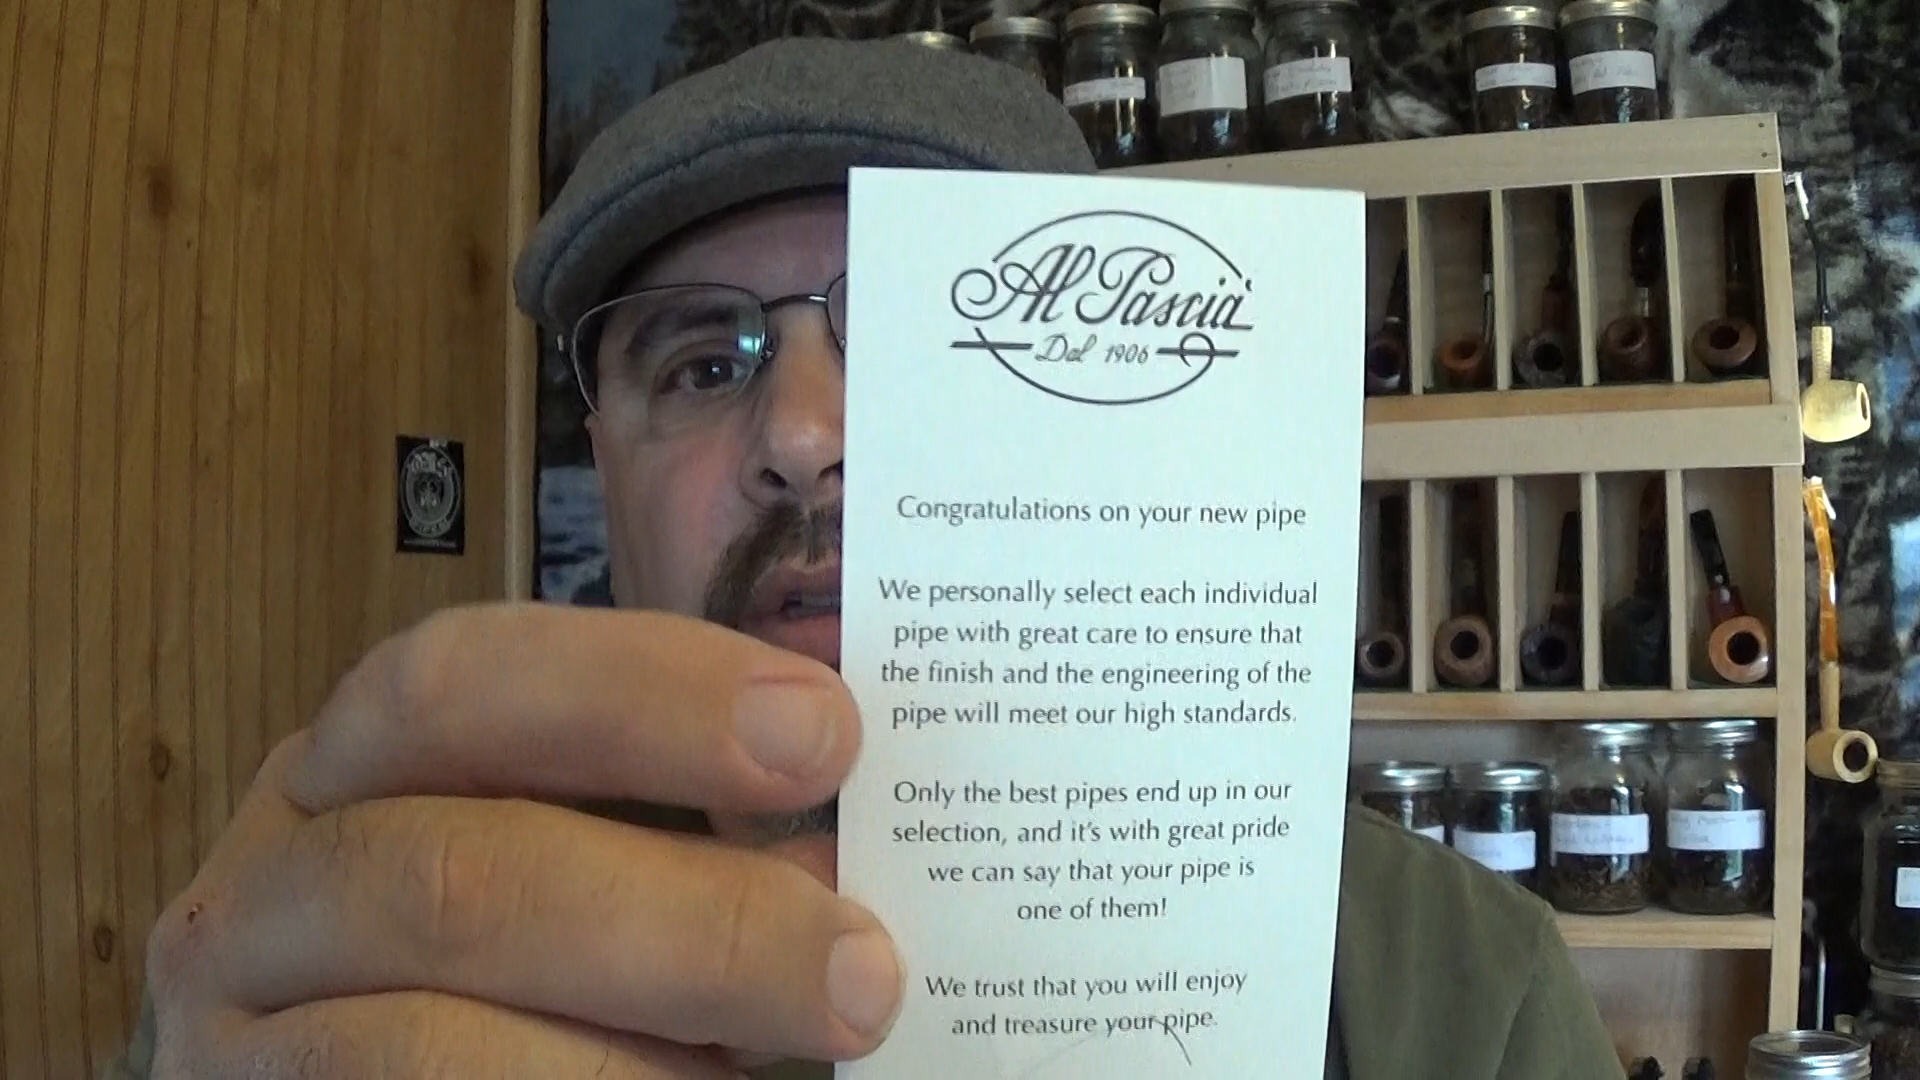 Al Pascia'
Dal 1906
Congratulations on your new pipe
We personally select each individual
pipe with great care to ensure that
the finish and the engineering of the
pipe will meet our high standards.
Only the best pipes end up in our
selection, and it's with great pride
we can say that your pipe is
one of them!
We trust that you will enjoy
and treasure your pipe.